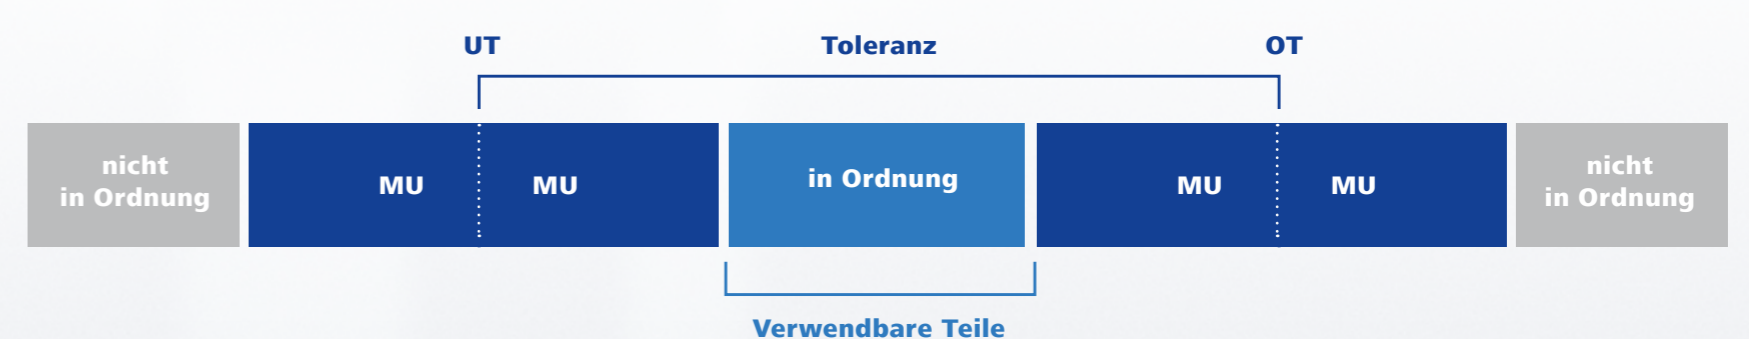 UT Toleranz OT
nicht
in Ordnung
MU MU
in Ordnung
MU MU
nicht
in Ordnung
Verwendbare Teile